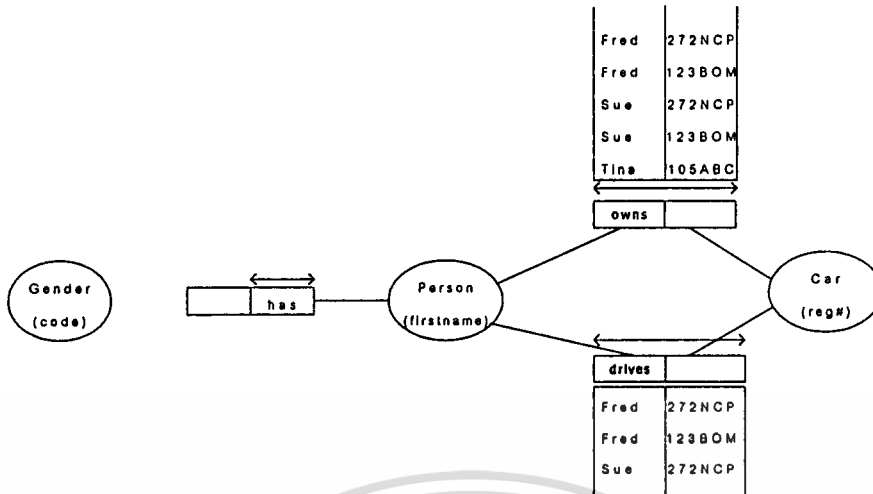 Fred 272NCP
Fred 123BOM
Sue 272NCP
Sue 123BOM
Tina 105ABC
owns
Gender
(code)
has
Person
(firstname)
Car
(reg#)
drives
Fred 272NCP
Fred 123BOM
Sue 272NCP